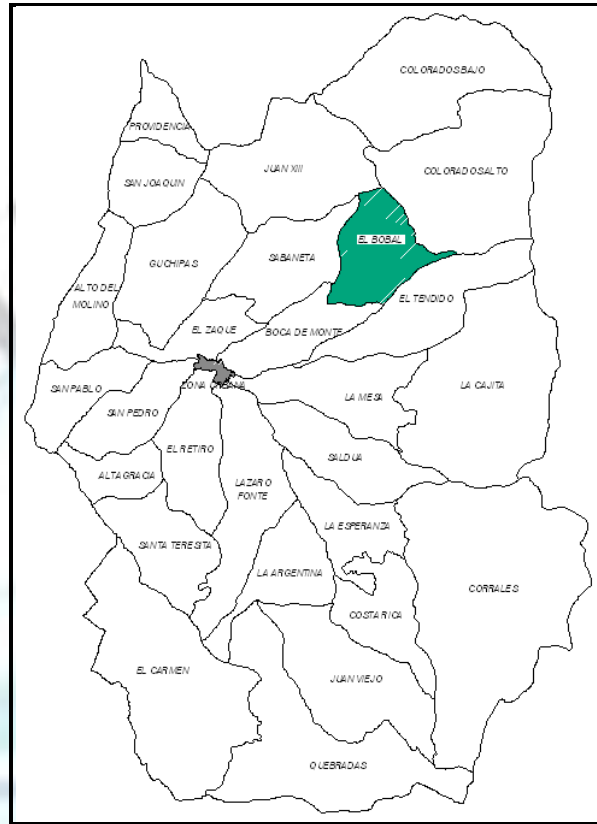 COLORADOS BAJO
PROVIDENCIA
JUAN XIII
COLORADOS ALTO
SAN JOAQUIN
EL BOBAL
GUCHIPAS
SABANETA
ALTO DEL
MOLINO
EL TENDIDO
EL ZAQUE
BOCA DE MONTE
ZONA URBANA
SAN PABLO
LA CAJITA
LA MESA
SAN PEDRO
EL RETIRO
SALDUA
ALTAGRACIA
LAZARO
FONTE
LA ESPERANZA
SANTA TERESITA
LA ARGENTINA
CORRALES
COSTA RICA
EL CARMEN
JUAN VIEJO
QUEBRADAS